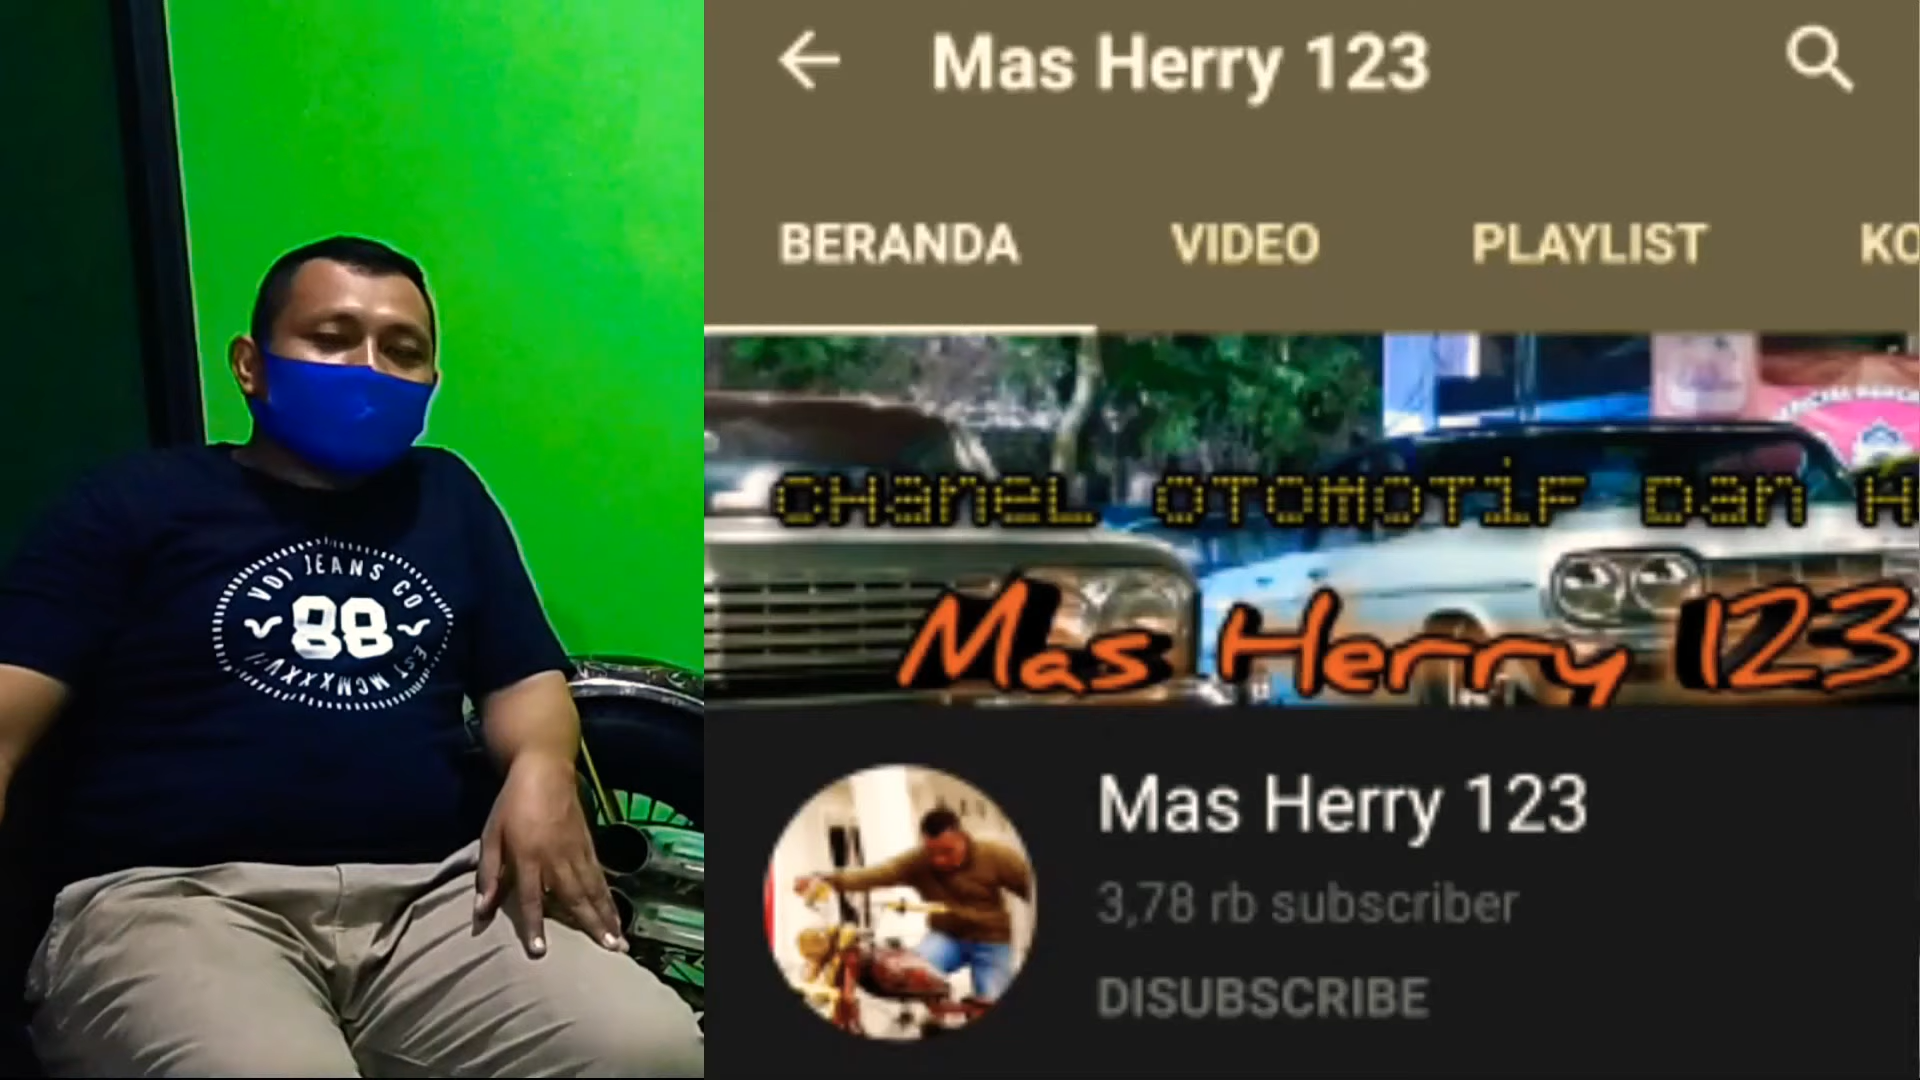 Mas Herry 123
BERANDA VIDEO PLAYLIST KO
CHaneL OTOMOTiF Dan H
Mas Herry 123
Mas Herry 123
3,78 rb subscriber
DISUBSCRIBE
JEANS CO
88
EST MCMXXXVII